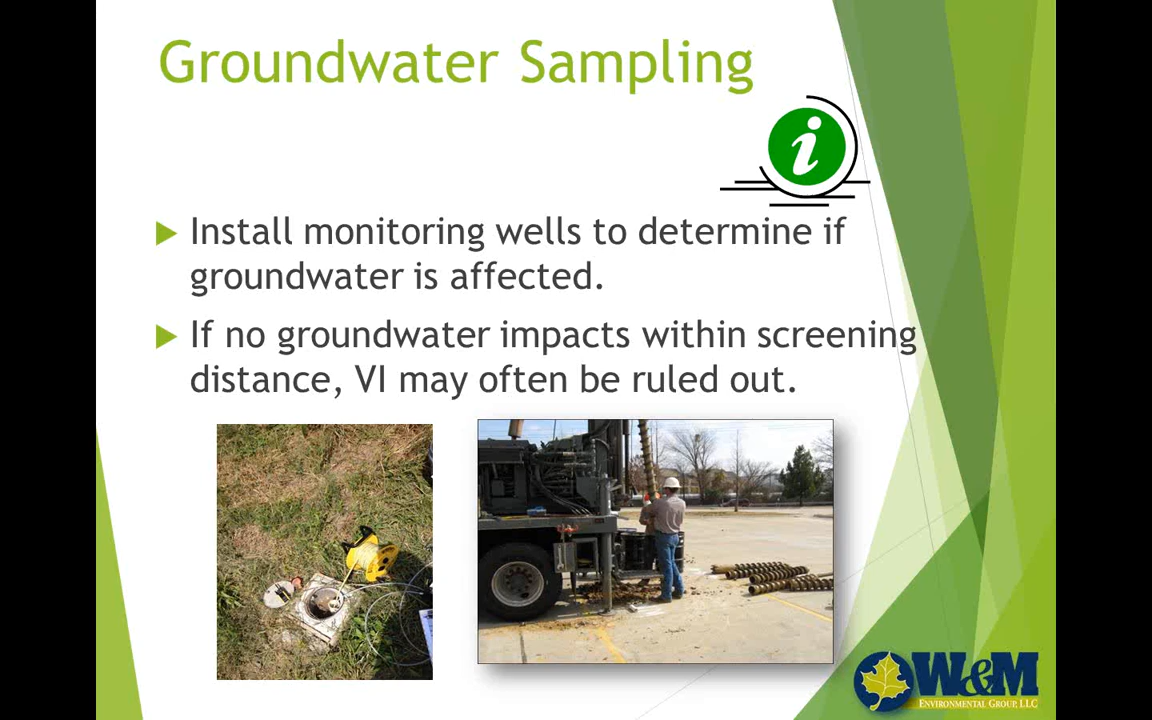 Groundwater Sampling
i
Install monitoring wells to determine if
groundwater is affected.
If no groundwater impacts within screening
distance, VI may often be ruled out.
W&M
ENVIRONMENTAL GROUP, LLC